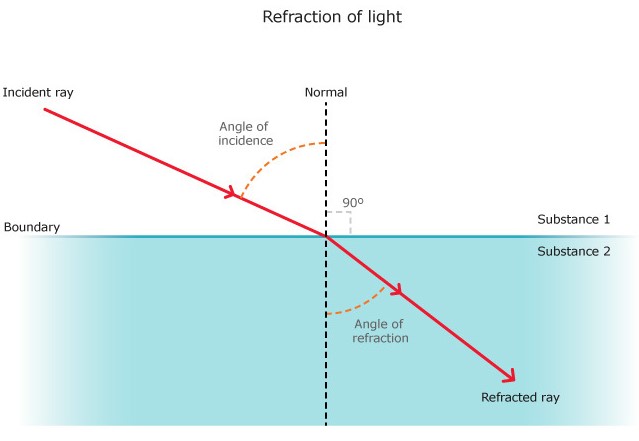 Refraction of light
Incident ray
Normal
Angle of
incidence
90º
Substance 1
Boundary
Substance 2
Angle of
refraction
Refracted ray